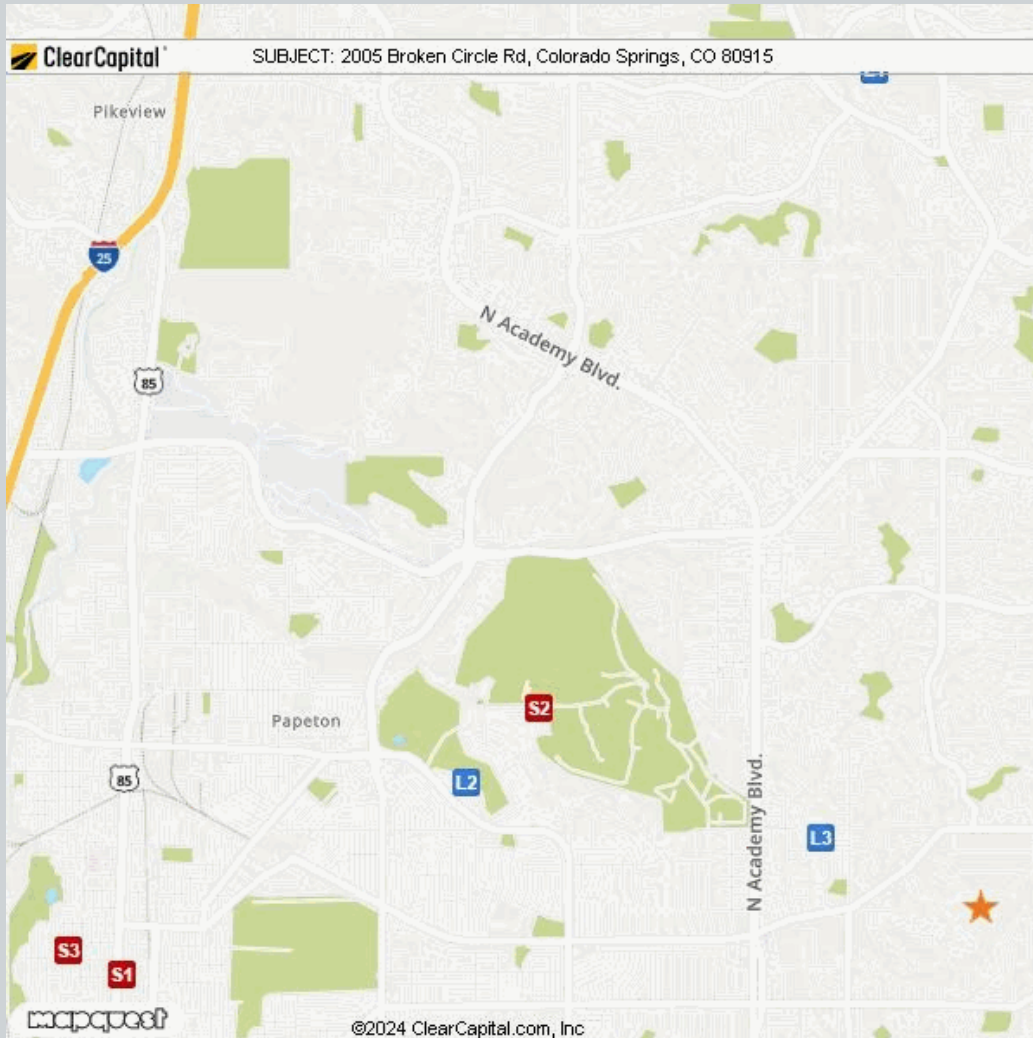 ClearCapital
SUBJECT: 2005 Broken Circle Rd, Colorado Springs, CO 80915
L1
Pikeview
25
N Academy Blvd.
85
S2
Papeton
85
L2
N Academy Blvd.
L3
S3
S1
mapquest
©2024 ClearCapital.com, Inc